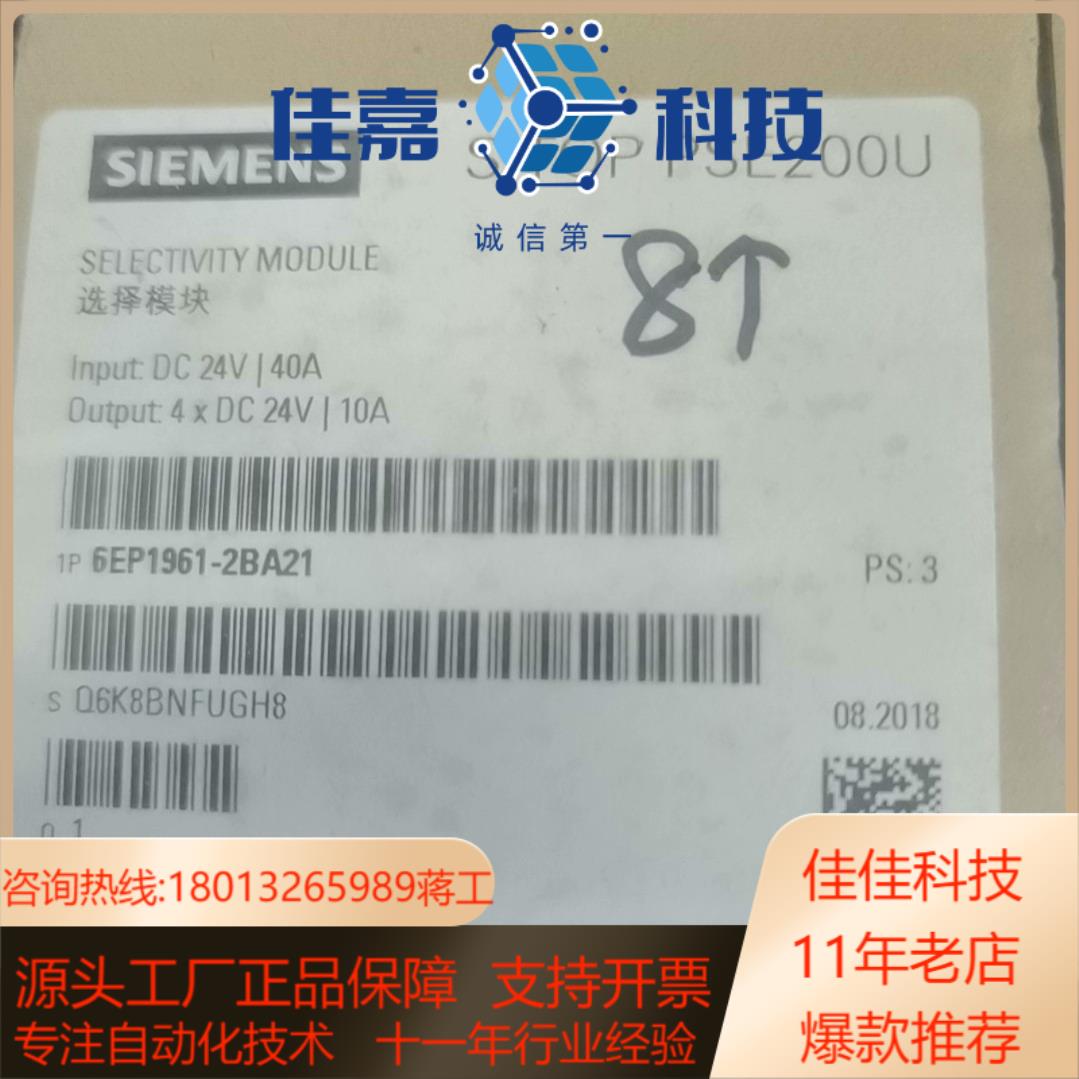 佳嘉 科技
SIEMENS
PSE200U
诚信第一
SELECTIVITY MODULE
选择模块
8↑
Input: DC 24V | 40A
Output: 4 x DC 24V | 10A
1P 6EP1961-2BA21
PS: 3
S Q6K8BNFUGH8
08.2018
1
咨询热线:18013265989蒋工
佳佳科技
11年老店
爆款推荐
源头工厂正品保障 支持开票
专注自动化技术 十一年行业经验